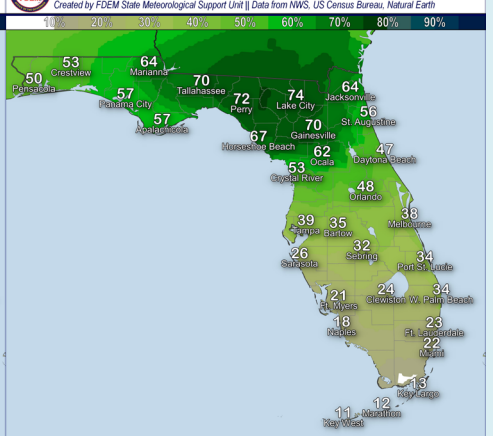 Created by FDEM State Meteorological Support Unit || Data from NWS, US Census Bureau, Natural Earth
10% 20% 30% 40% 50% 60% 70% 80% 90%
50
Pensacola
53
Crestview
64
Marianna
57
Panama City
57
Apalachicola
70
Tallahassee
72
Perry
74
Lake City
64
Jacksonville
56
St. Augustine
70
Gainesville
67
Horseshoe Beach
62
Ocala
47
Daytona Beach
53
Crystal River
48
Orlando
39
Tampa
35
Bartow
38
Melbourne
32
Sebring
26
Sarasota
34
Port St. Lucie
24
Clewiston
34
W. Palm Beach
21
Ft. Myers
18
Naples
23
Ft. Lauderdale
22
Miami
13
Key Largo
12
Marathon
11
Key West